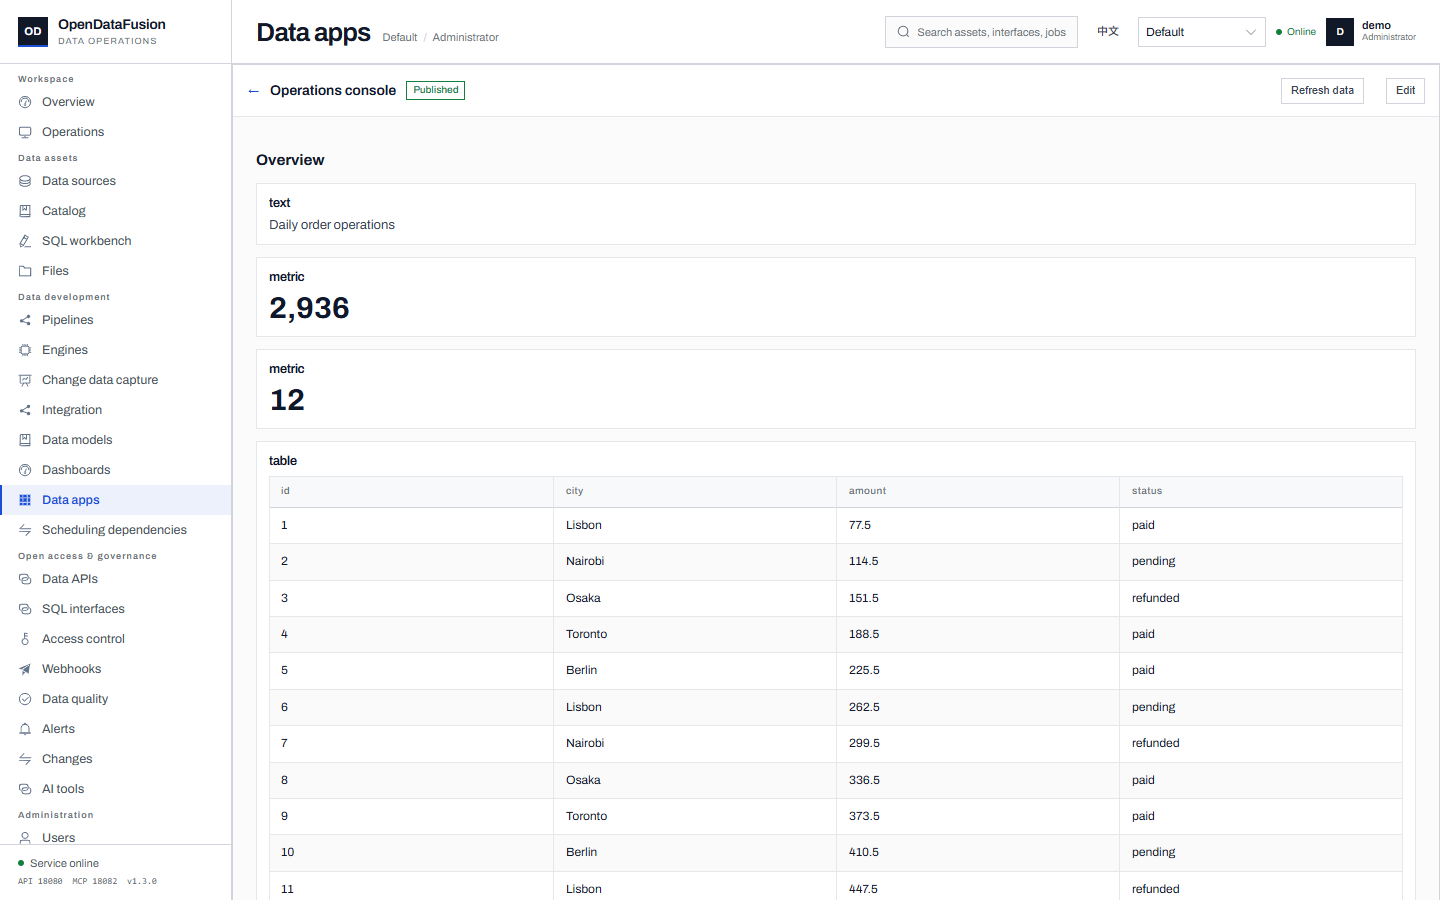 OD
OpenDataFusion
DATA OPERATIONS
Data apps
Default / Administrator
Search assets, interfaces, jobs
中文
Default
Online
D
demo
Administrator
Workspace
Overview
Operations
Data assets
Data sources
Catalog
SQL workbench
Files
Data development
Pipelines
Engines
Change data capture
Integration
Data models
Dashboards
Data apps
Scheduling dependencies
Open access & governance
Data APIs
SQL interfaces
Access control
Webhooks
Data quality
Alerts
Changes
AI tools
Administration
Users
Service online
API 18080 MCP 18082 v1.3.0
← Operations console Published
Refresh data
Edit
Overview
text
Daily order operations
metric
2,936
metric
12
table
id city amount status
1 Lisbon 77.5 paid
2 Nairobi 114.5 pending
3 Osaka 151.5 refunded
4 Toronto 188.5 paid
5 Berlin 225.5 paid
6 Lisbon 262.5 pending
7 Nairobi 299.5 refunded
8 Osaka 336.5 paid
9 Toronto 373.5 paid
10 Berlin 410.5 pending
11 Lisbon 447.5 refunded